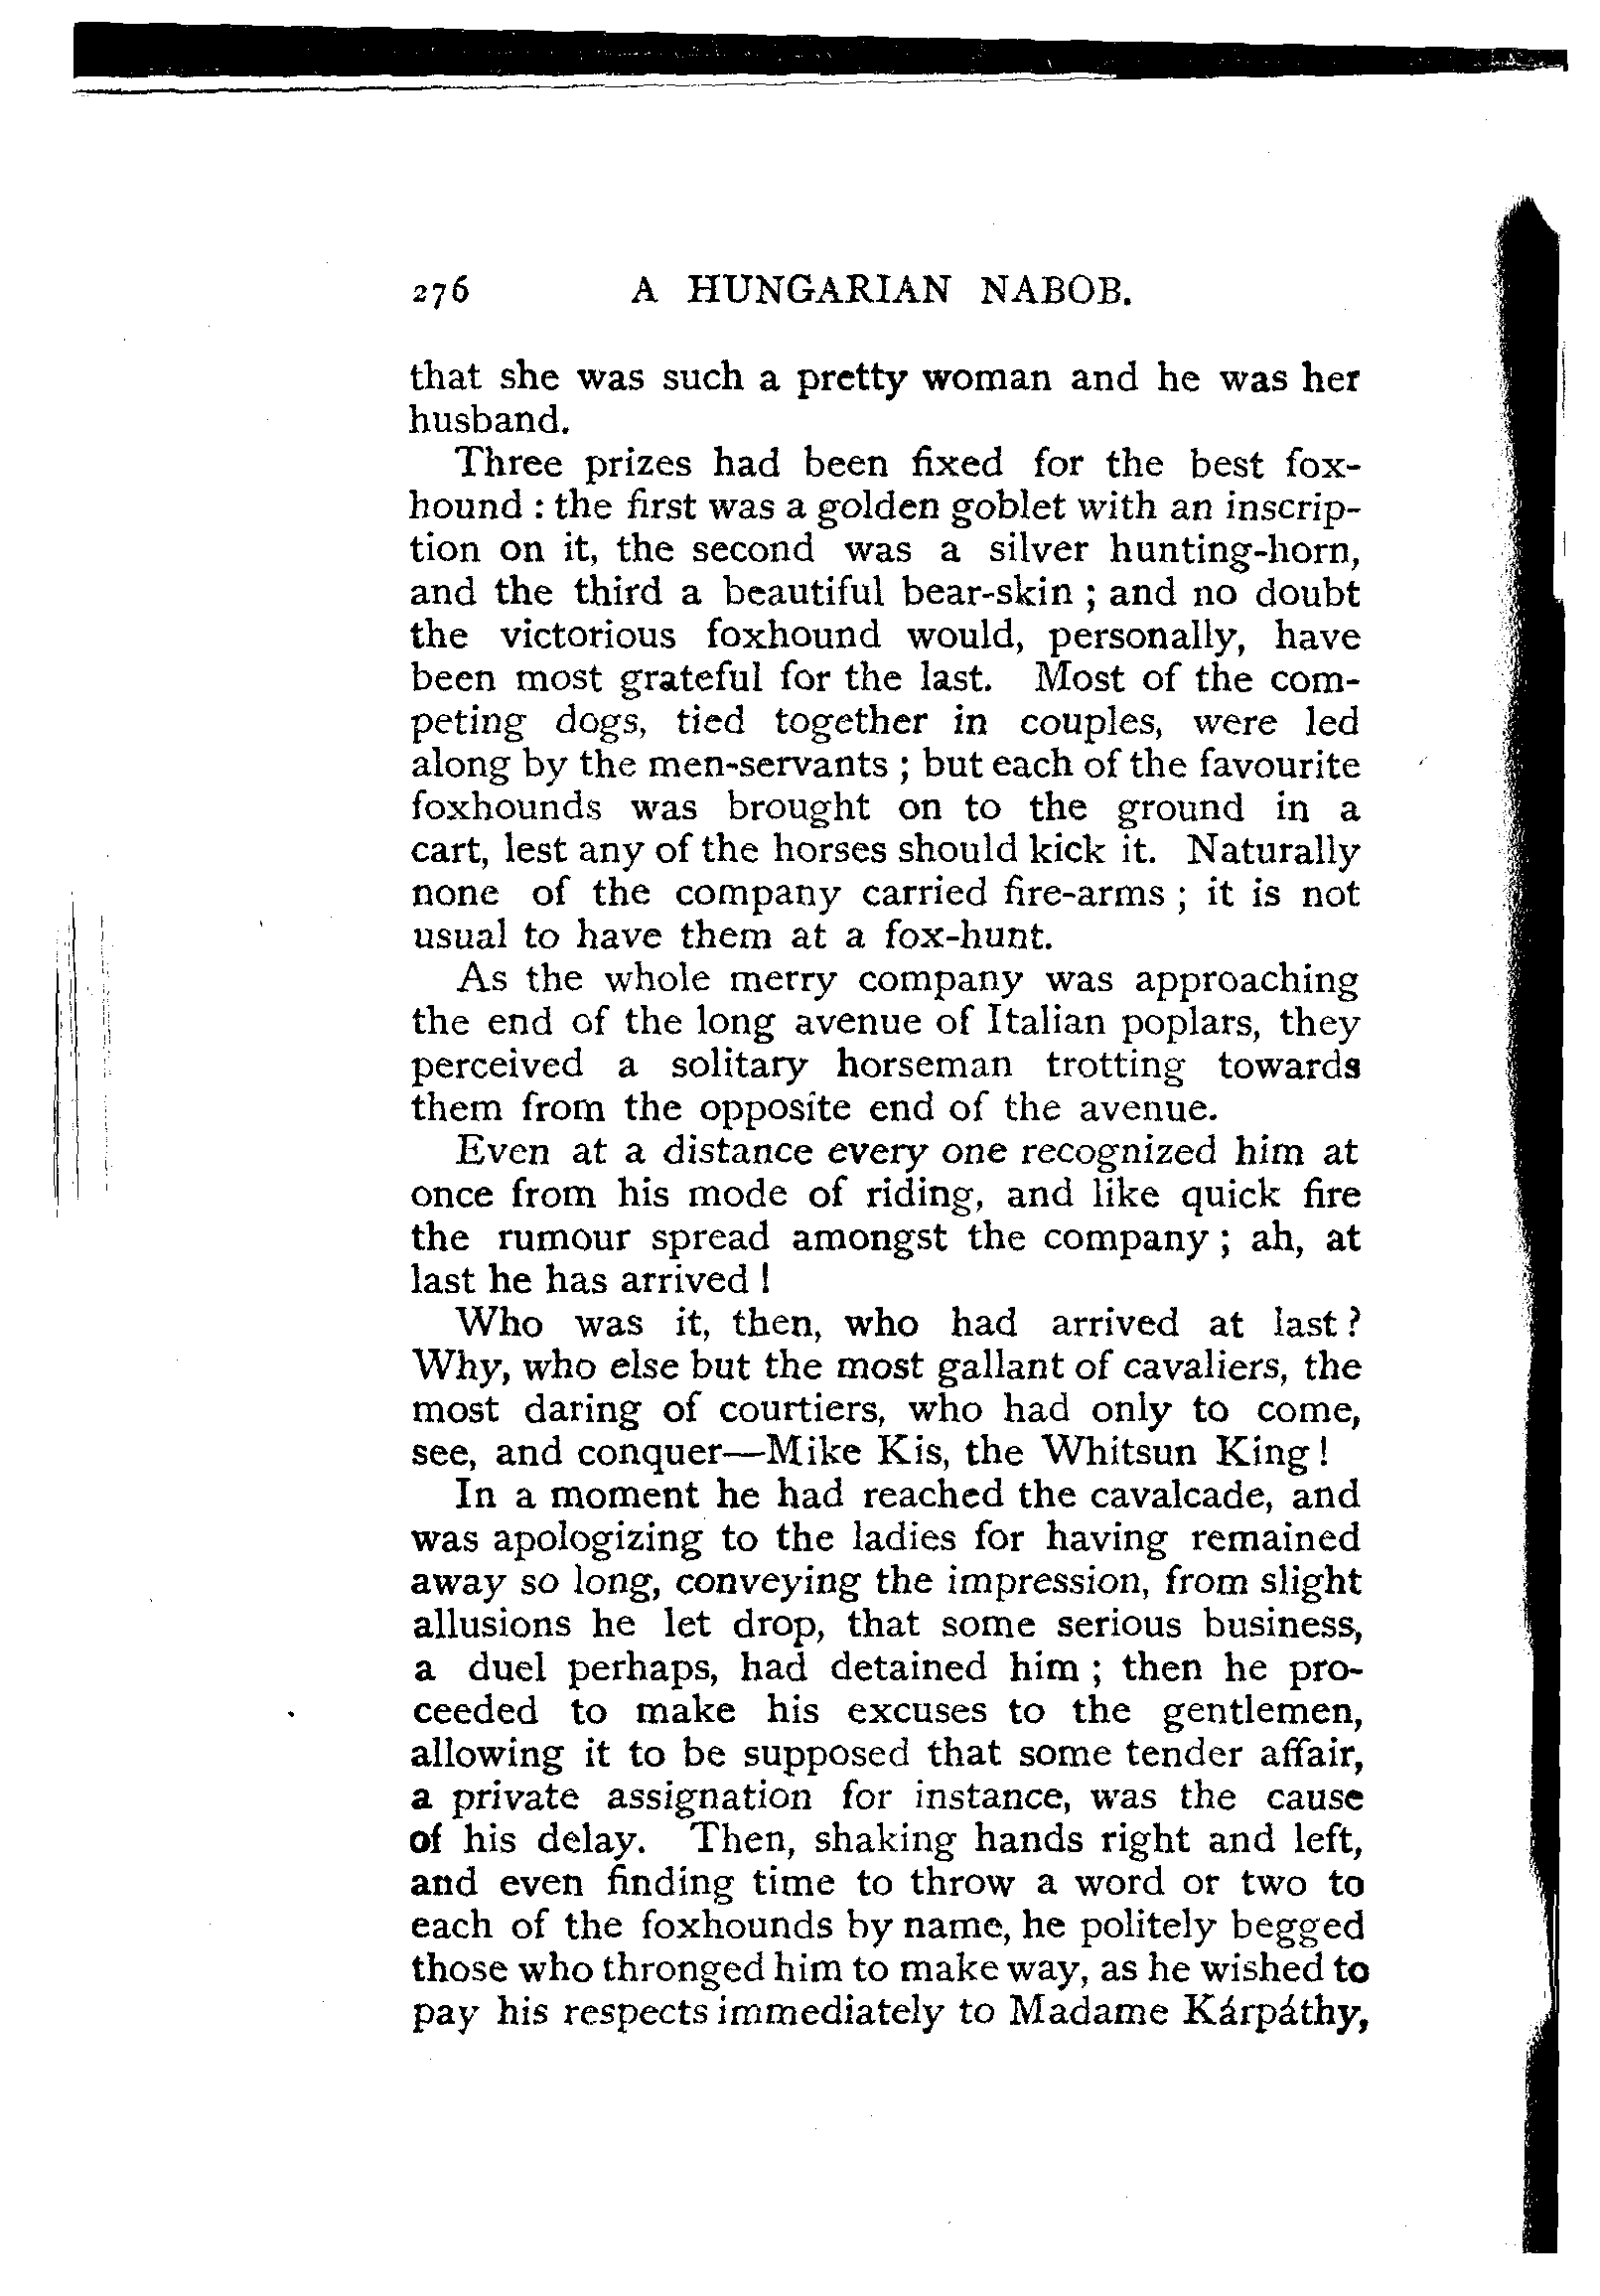 276 A HUNGARIAN NABOB.
that she was such a pretty woman and he was her
husband.
Three prizes had been fixed for the best fox-
hound : the first was a golden goblet with an inscrip-
tion on it, the second was a silver hunting-horn,
and the third a beautiful bear-skin ; and no doubt
the victorious foxhound would, personally, have
been most grateful for the last. Most of the com-
peting dogs, tied together in couples, were led
along by the men-servants ; but each of the favourite
foxhounds was brought on to the ground in a
cart, lest any of the horses should kick it. Naturally
none of the company carried fire-arms ; it is not
usual to have them at a fox-hunt.
As the whole merry company was approaching
the end of the long avenue of Italian poplars, they
perceived a solitary horseman trotting towards
them from the opposite end of the avenue.
Even at a distance every one recognized him at
once from his mode of riding, and like quick fire
the rumour spread amongst the company ; ah, at
last he has arrived !
Who was it, then, who had arrived at last ?
Why, who else but the most gallant of cavaliers, the
most daring of courtiers, who had only to come,
see, and conquer—Mike Kis, the Whitsun King !
In a moment he had reached the cavalcade, and
was apologizing to the ladies for having remained
away so long, conveying the impression, from slight
allusions he let drop, that some serious business,
a duel perhaps, had detained him ; then he pro-
ceeded to make his excuses to the gentlemen,
allowing it to be supposed that some tender affair,
a private assignation for instance, was the cause
of his delay. Then, shaking hands right and left,
and even finding time to throw a word or two to
each of the foxhounds by name, he politely begged
those who thronged him to make way, as he wished to
pay his respects immediately to Madame Kárpáthy,